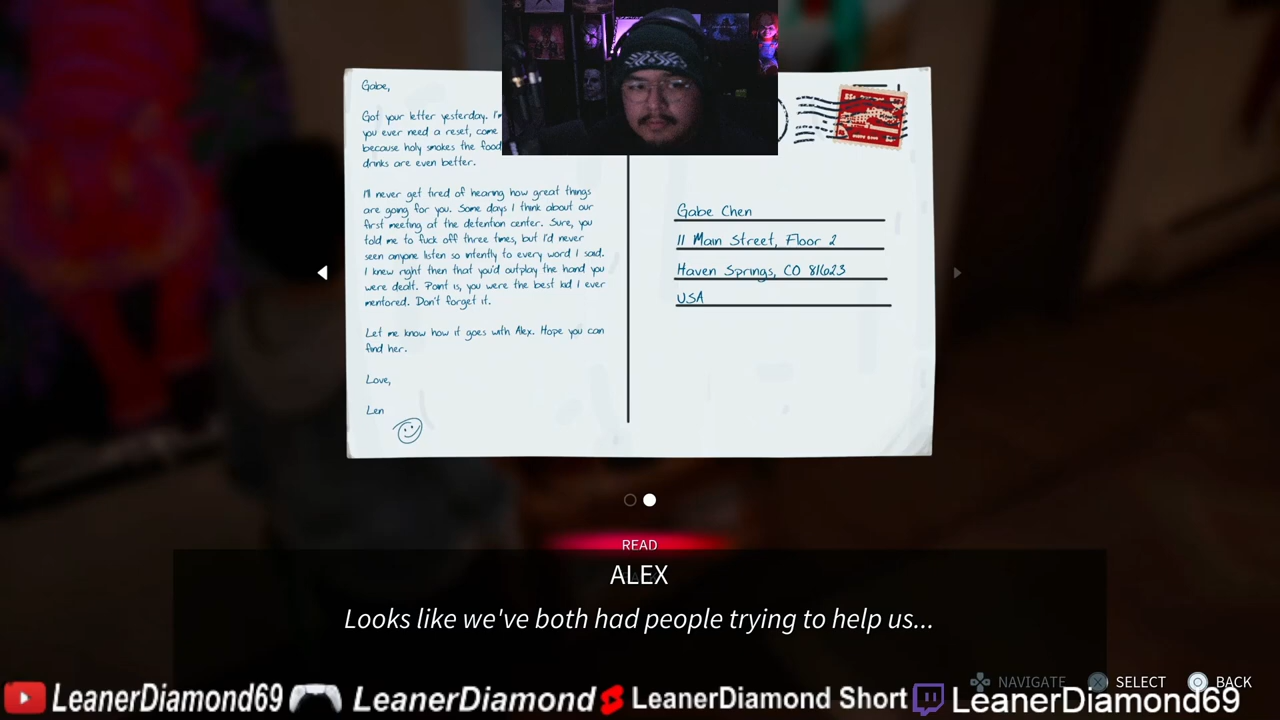 Gabe,
Got your letter yesterday.
you ever need a reset, come
because holy smokes the food
drinks are even better.
I'll never get tired of hearing how great things
are going for you. Some days I think about our
first meeting at the detention center. Sure, you
told me to fuck off three times, but I'd never
seen anyone listen so intently to every word I said.
I knew right then that you'd outplay the hand you
were dealt. Point is, you were the best kid I ever
mentored. Don't forget it.
Let me know how it goes with Alex. Hope you can
find her.
Love,
Len
Gabe Chen
11 Main Street, Floor 2
Haven Springs, CO 81623
USA
READ
ALEX
Looks like we've both had people trying to help us...
NAVIGATE SELECT BACK
LeanerDiamond69 LeanerDiamond LeanerDiamond Short LeanerDiamond69